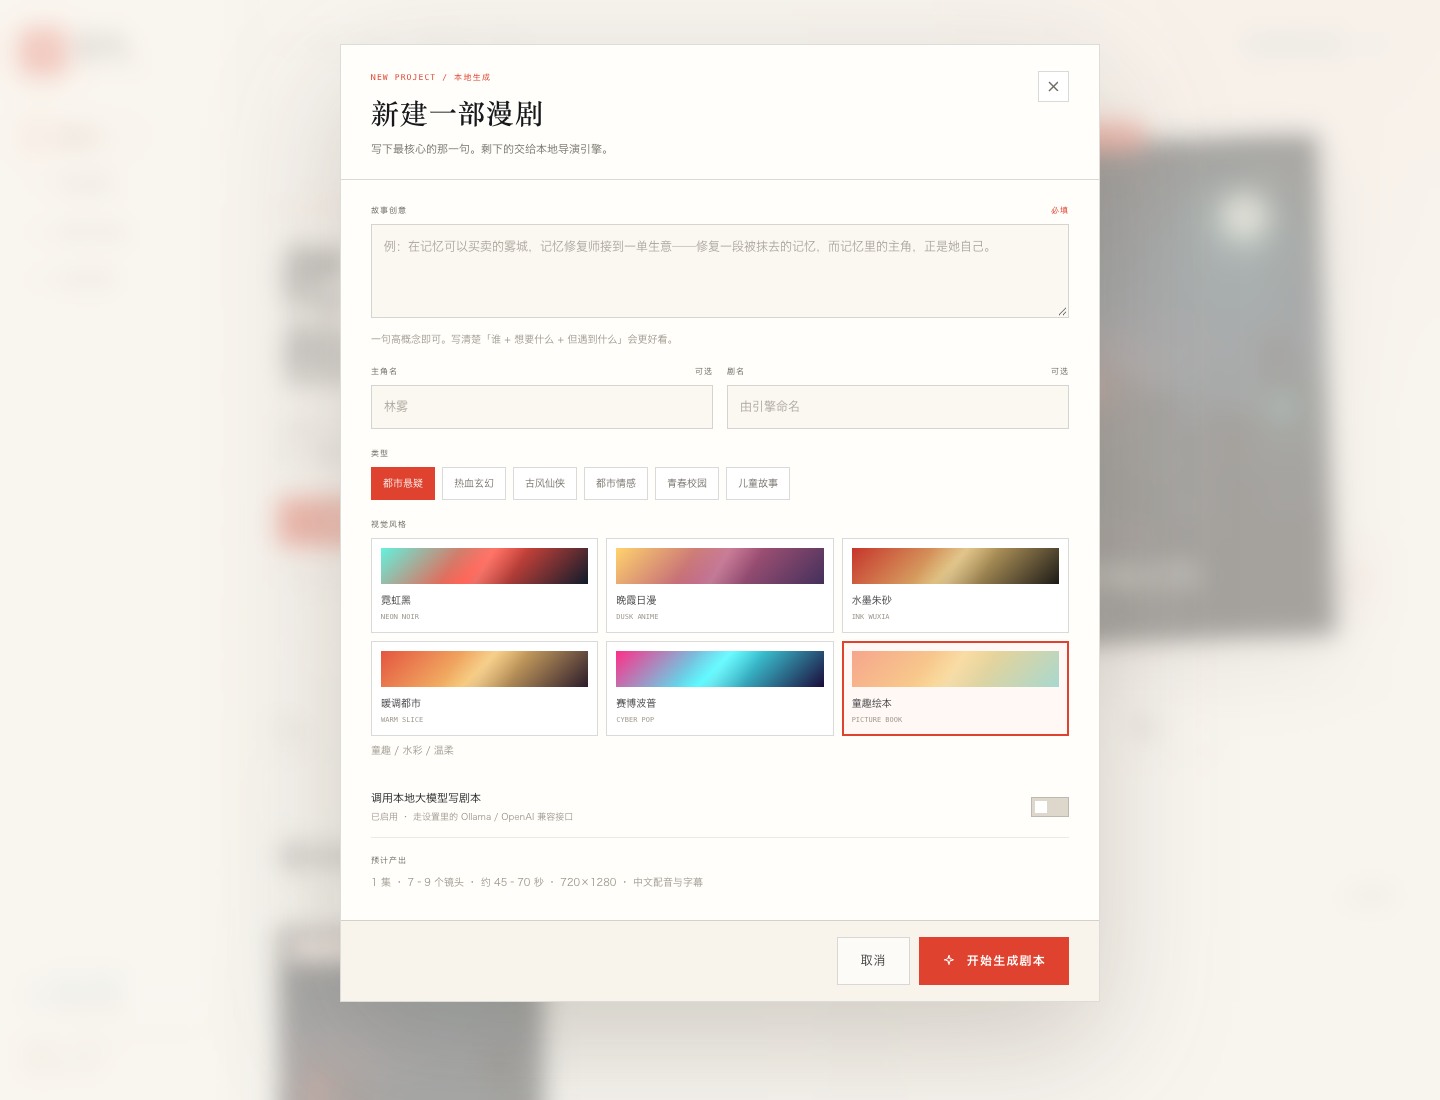 NEW PROJECT / 本地生成
新建一部漫剧
写下最核心的那一句。剩下的交给本地导演引擎。
故事创意 必填
例：在记忆可以买卖的雾城，记忆修复师接到一单生意——修复一段被抹去的记忆，而记忆里的主角，正是她自己。
一句高概念即可。写清楚「谁 + 想要什么 + 但遇到什么」会更好看。
主角名 可选 剧名 可选
林雾 由引擎命名
类型
都市悬疑 热血玄幻 古风仙侠 都市情感 青春校园 儿童故事
视觉风格
霓虹黑 晚霞日漫 水墨朱砂
NEON NOIR DUSK ANIME INK WUXIA
暖调都市 赛博波普 童趣绘本
WARM SLICE CYBER POP PICTURE BOOK
童趣 / 水彩 / 温柔
调用本地大模型写剧本
已启用 · 走设置里的 Ollama / OpenAI 兼容接口
预计产出
1 集 · 7 - 9 个镜头 · 约 45 - 70 秒 · 720×1280 · 中文配音与字幕
取消 开始生成剧本